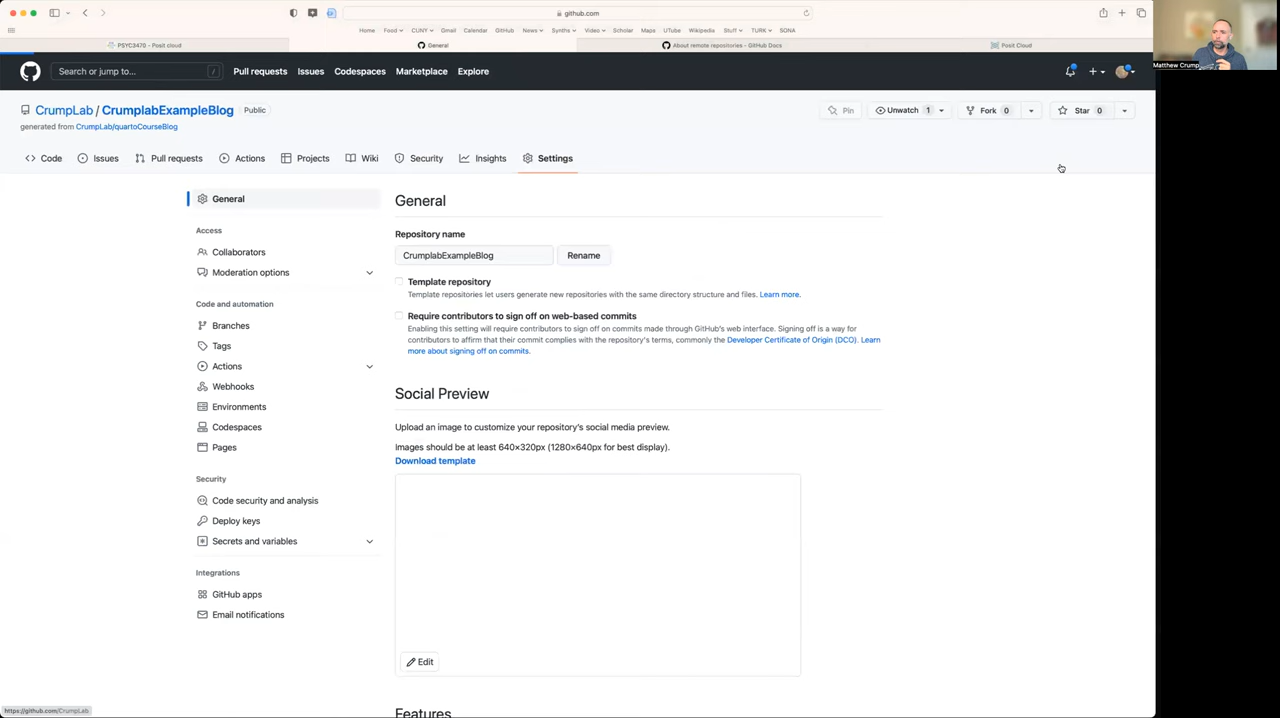 github.com
Home Food CUNY Gmail Calendar GitHub News Synths Video Scholar Maps UTube Wikipedia Stuff TURK SONA
PSYC3470 - Posit cloud
General
About remote repositories - GitHub Docs
Posit Cloud
Matthew Crump
Search or jump to...
/
Pull requests Issues Codespaces Marketplace Explore
CrumpLab / CrumplabExampleBlog Public
Pin
Unwatch 1
Fork 0
Star 0
generated from CrumpLab/quartoCourseBlog
Code Issues Pull requests Actions Projects Wiki Security Insights Settings
General
Access
Collaborators
Moderation options
Code and automation
Branches
Tags
Actions
Webhooks
Environments
Codespaces
Pages
Security
Code security and analysis
Deploy keys
Secrets and variables
Integrations
GitHub apps
Email notifications
General
Repository name
CrumplabExampleBlog
Rename
Template repository
Template repositories let users generate new repositories with the same directory structure and files. Learn more.
Require contributors to sign off on web-based commits
Enabling this setting will require contributors to sign off on commits made through GitHub's web interface. Signing off is a way for
contributors to affirm that their commit complies with the repository's terms, commonly the Developer Certificate of Origin (DCO). Learn
more about signing off on commits.
Social Preview
Upload an image to customize your repository's social media preview.
Images should be at least 640×320px (1280×640px for best display).
Download template
Edit
Features
https://github.com/CrumpLab